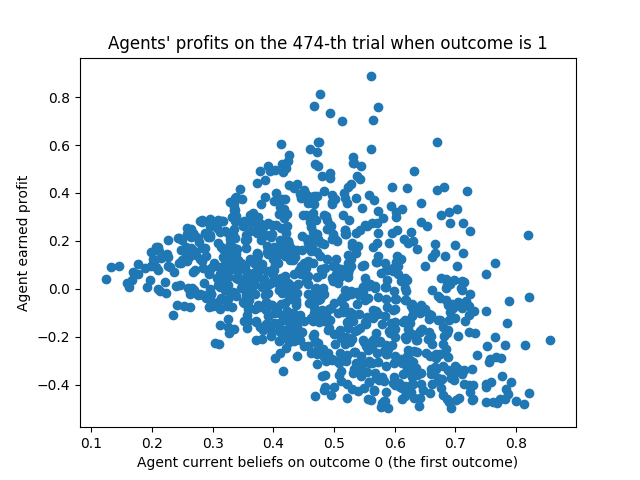 Agents' profits on the 474-th trial when outcome is 1
Agent earned profit
0.8
0.6
0.4
0.2
0.0
−0.2
−0.4
0.1 0.2 0.3 0.4 0.5 0.6 0.7 0.8
Agent current beliefs on outcome 0 (the first outcome)